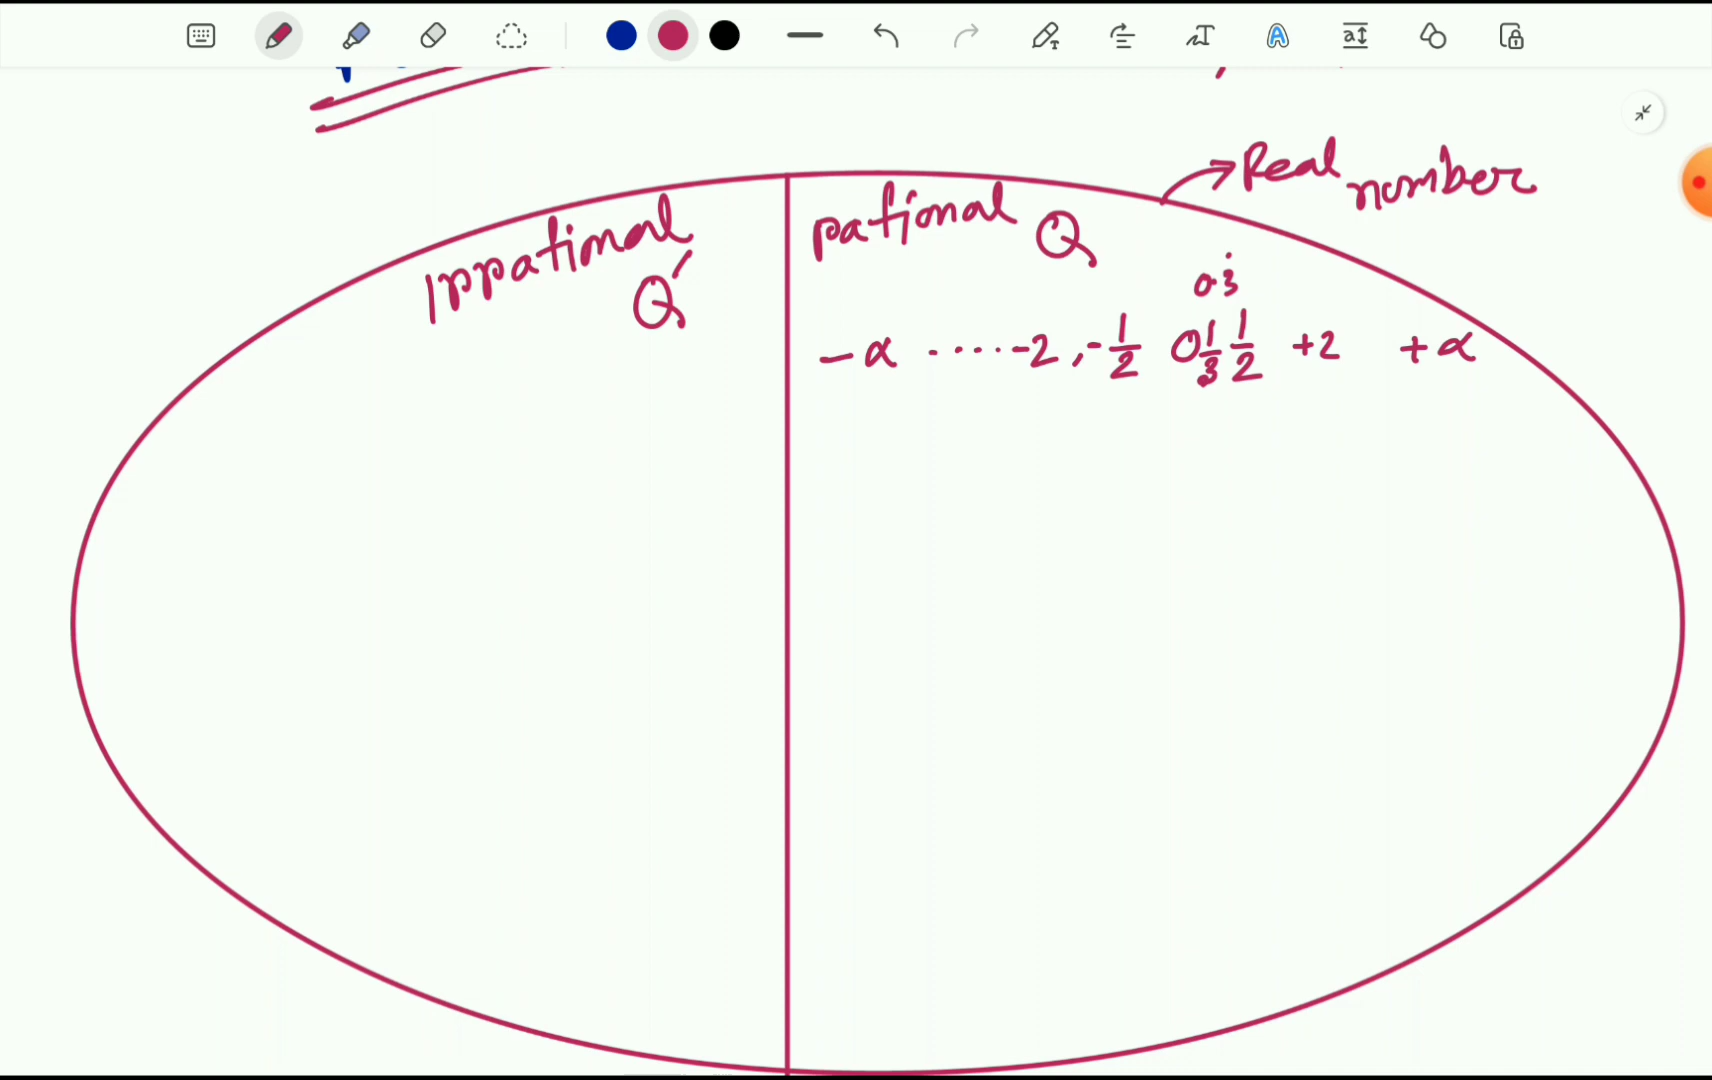 Real number
Irrational
Q′
rational Q
0.3̇
-α ·····-2, -1/2 0 1/3 1/2 +2 +α